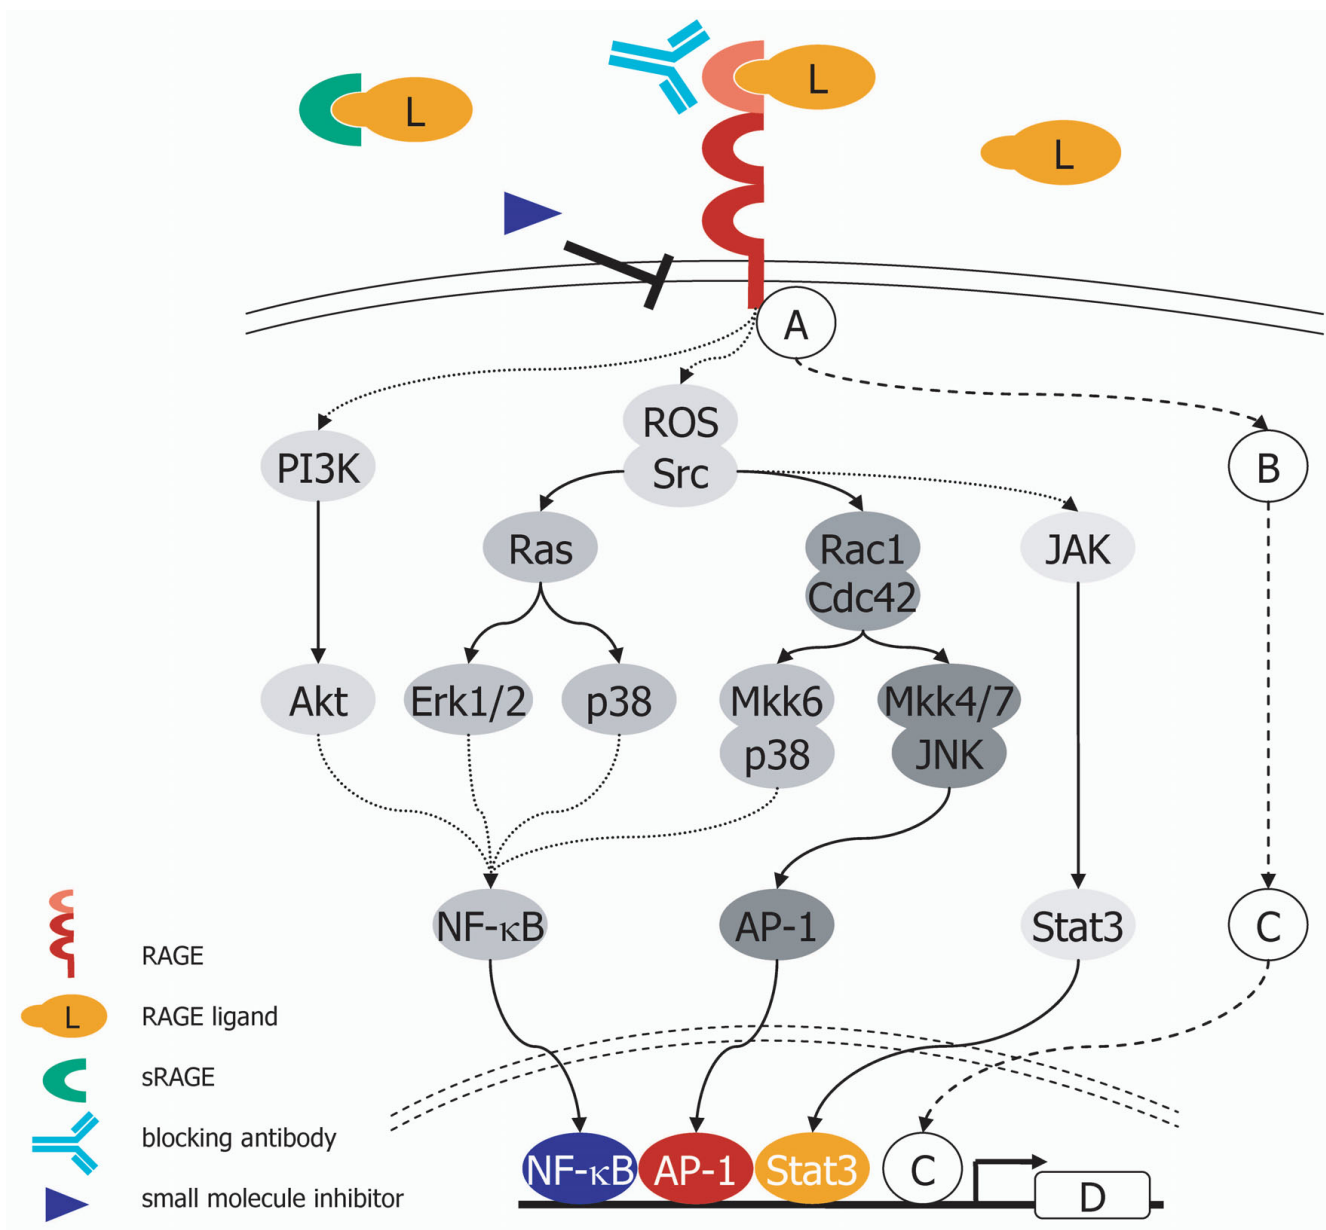 L
L
L
A
ROS
PI3K
Src
B
Ras
Rac1
JAK
Cdc42
Akt
Erk1/2
p38
Mkk6
Mkk4/7
p38
JNK
NF-κB
AP-1
Stat3
C
RAGE
L
RAGE ligand
sRAGE
blocking antibody
small molecule inhibitor
NF-κB
AP-1
Stat3
C
D